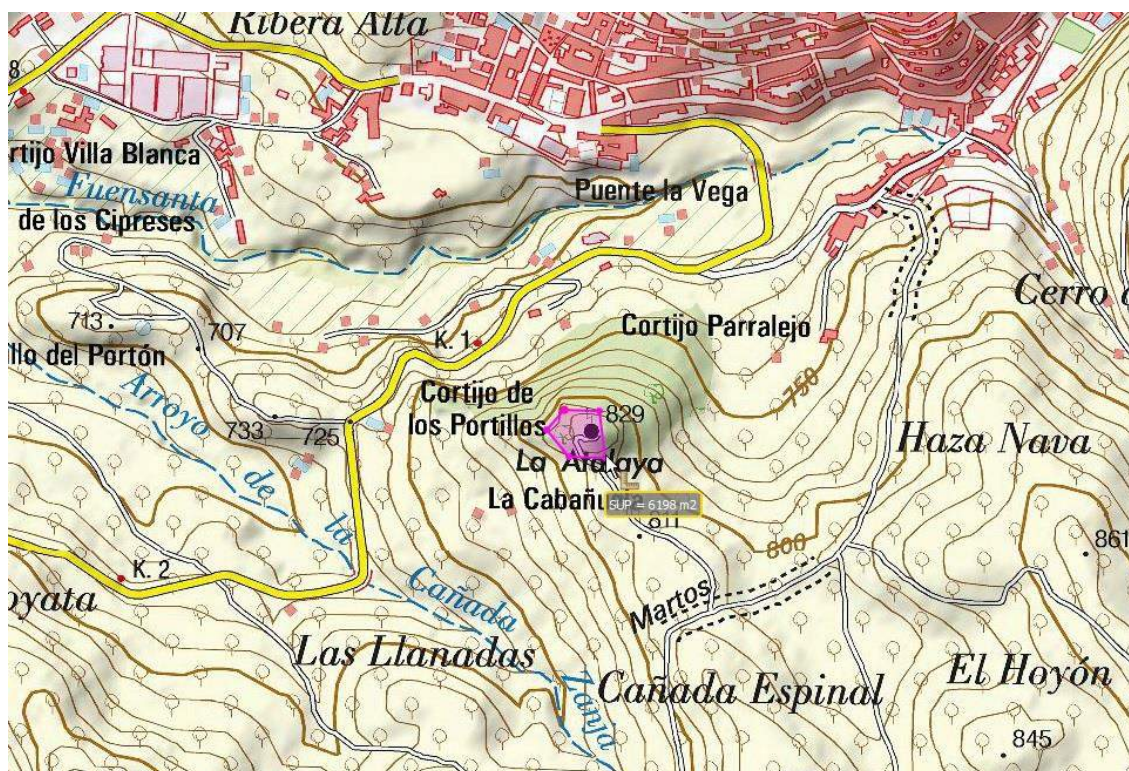 Ribera Alta
8
rtijo Villa Blanca
Fuensanta
de los Cipreses
Puente la Vega
Cerro
713
707
K. 1
Cortijo Parralejo
llo del Portón
Arroyo de la Cañada Zanja
750
Cortijo de
los Portillos
829
733
725
Haza Nava
La Atalaya
La Cabañu
SUP = 6198 m2
811
800
861
K. 2
oyata
Martos
Las Llanadas
Cañada Espinal
El Hoyón
845